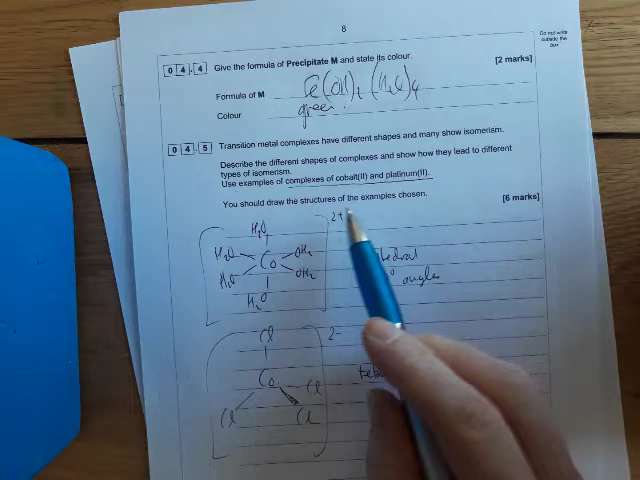 8
Do not write
outside the
box
0 4 . 4 Give the formula of Precipitate M and state its colour.
[2 marks]
Formula of M Fe(OH)2(H2O)4
Colour green.
0 4 . 5 Transition metal complexes have different shapes and many show isomerism.
Describe the different shapes of complexes and show how they lead to different
types of isomerism.
Use examples of complexes of cobalt(II) and platinum(II).
You should draw the structures of the examples chosen.
[6 marks]
2+
H2O
H2O Co OH2
H2O OH2
H2O
hedral
° angles
2-
Cl
Co Cl
Cl Cl